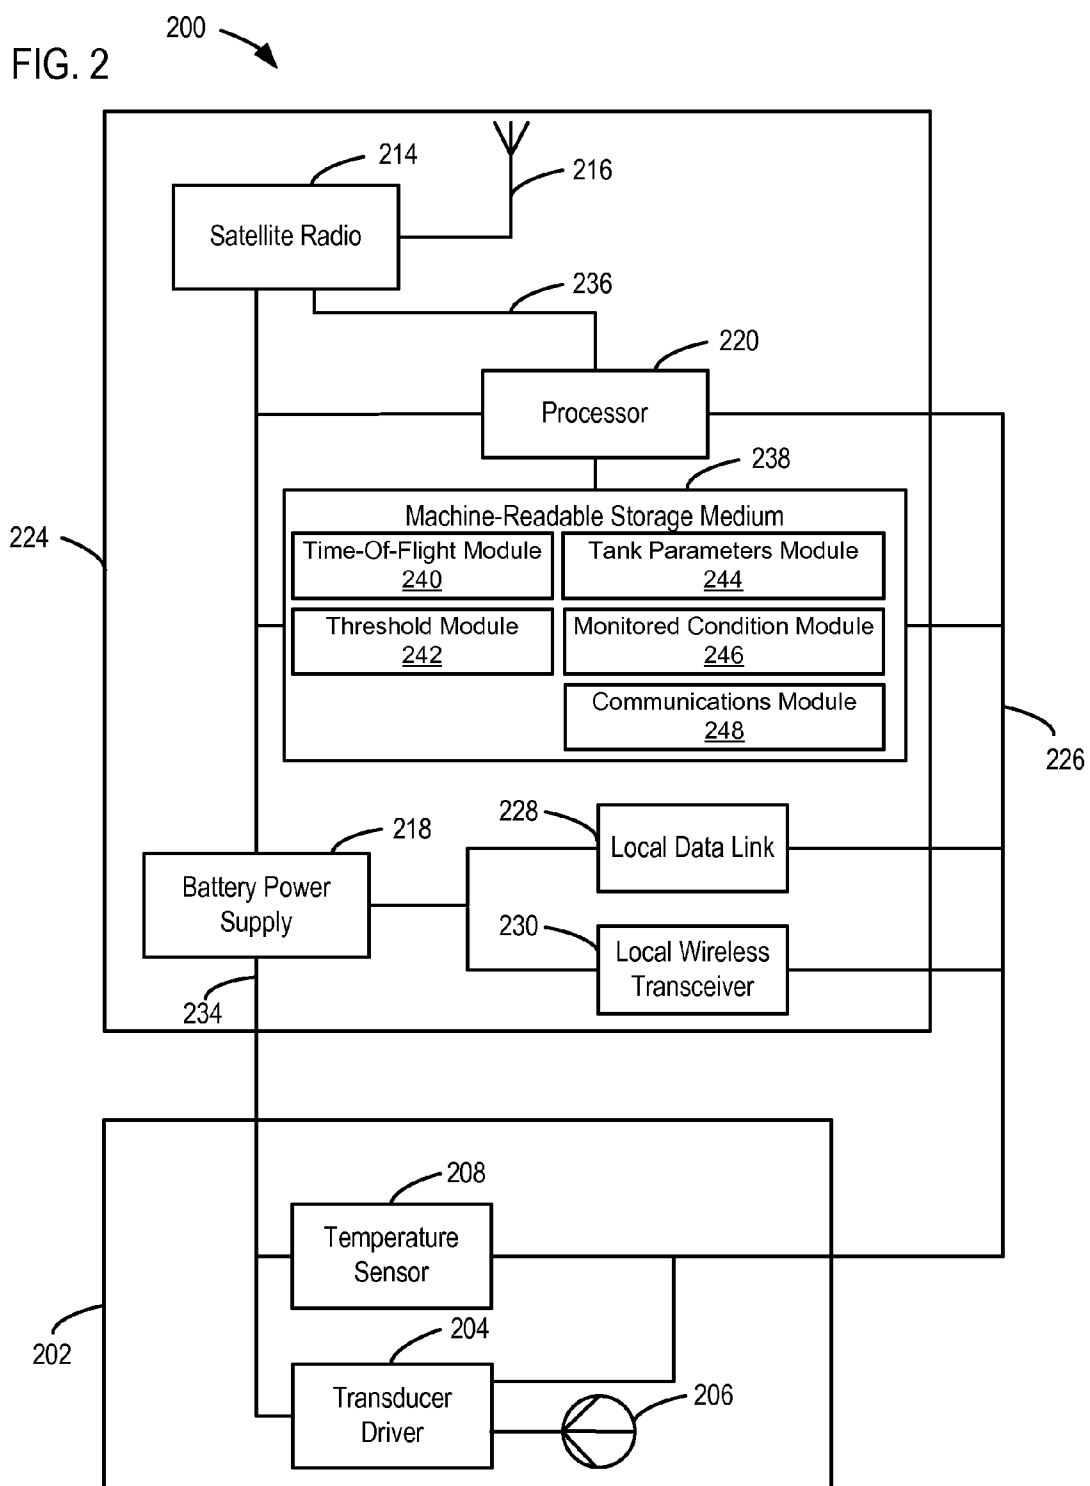 200
FIG. 2
214
216
Satellite Radio
236
220
Processor
238
Machine-Readable Storage Medium
224
Time-Of-Flight Module
240
Tank Parameters Module
244
Threshold Module
242
Monitored Condition Module
246
Communications Module
248
226
228
218
Local Data Link
Battery Power
Supply
230
Local Wireless
Transceiver
234
208
Temperature
Sensor
202
204
Transducer
Driver
206